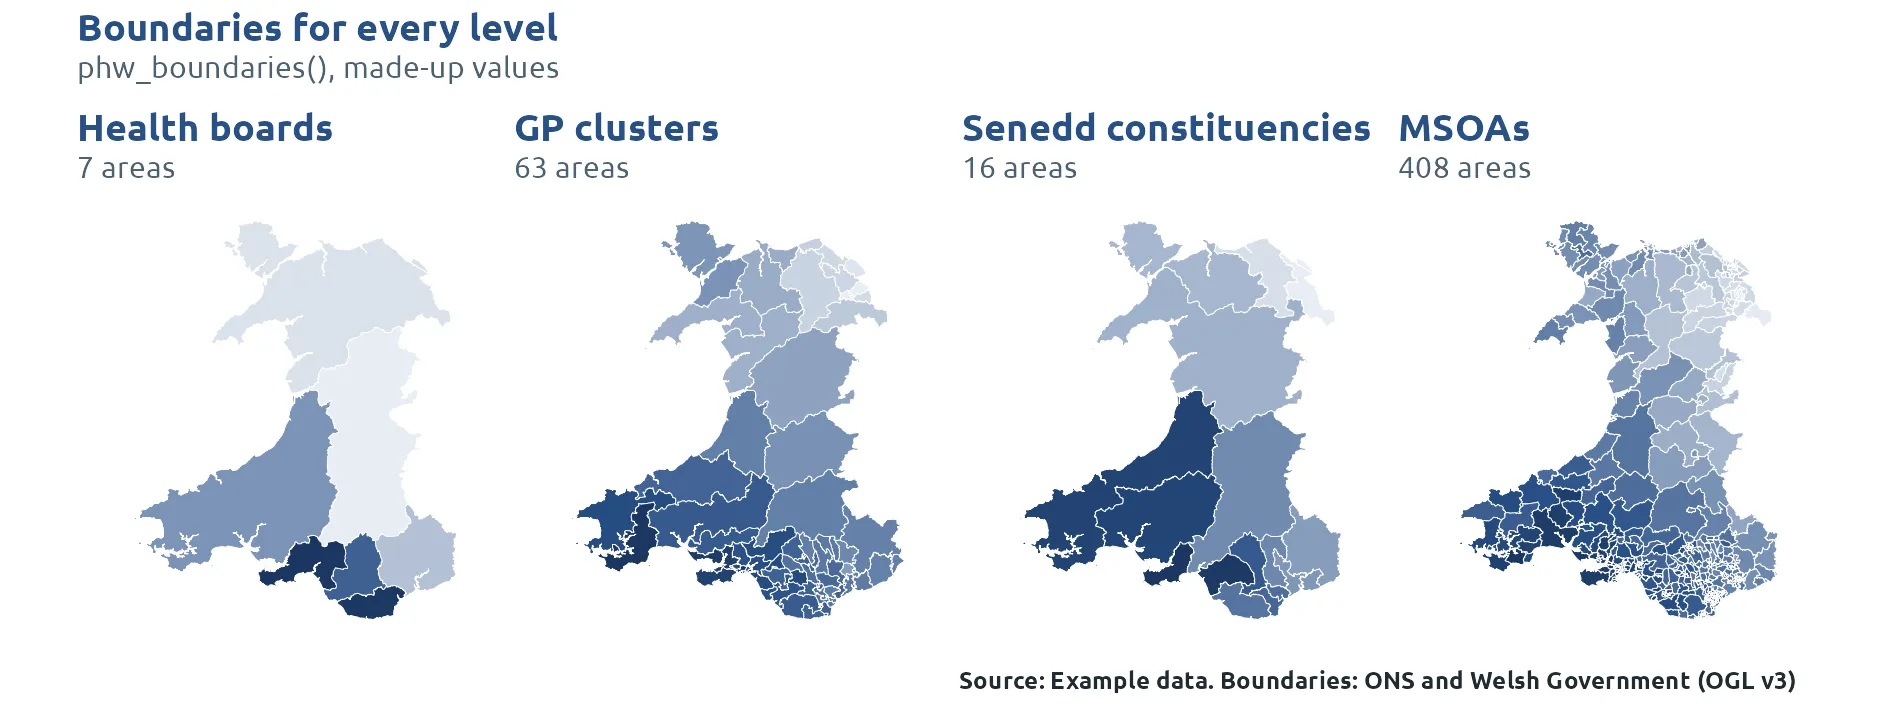 Boundaries for every level
phw_boundaries(), made-up values
Health boards
7 areas
GP clusters
63 areas
Senedd constituencies
16 areas
MSOAs
408 areas
Source: Example data. Boundaries: ONS and Welsh Government (OGL v3)